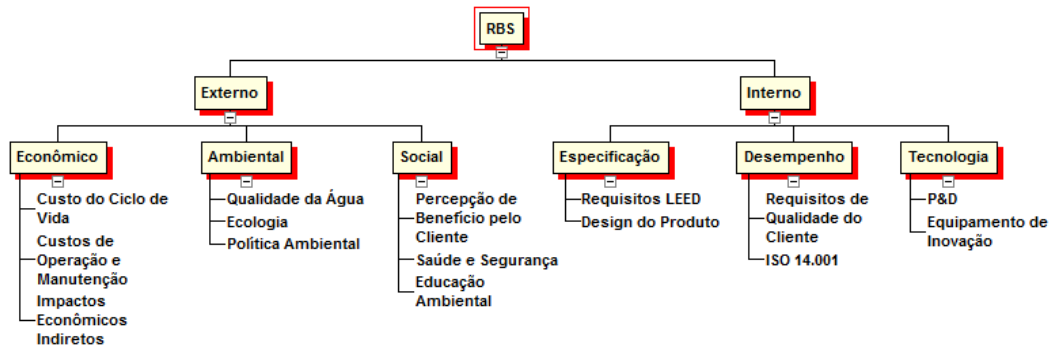 RBS
Externo
Interno
Econômico
Ambiental
Social
Especificação
Desempenho
Tecnologia
Custo do Ciclo de
Vida
Custos de
Operação e
Manutenção
Impactos
Econômicos
Indiretos
Qualidade da Água
Ecologia
Política Ambiental
Percepção de
Benefício pelo
Cliente
Saúde e Segurança
Educação
Ambiental
Requisitos LEED
Design do Produto
Requisitos de
Qualidade do
Cliente
ISO 14.001
P&D
Equipamento de
Inovação